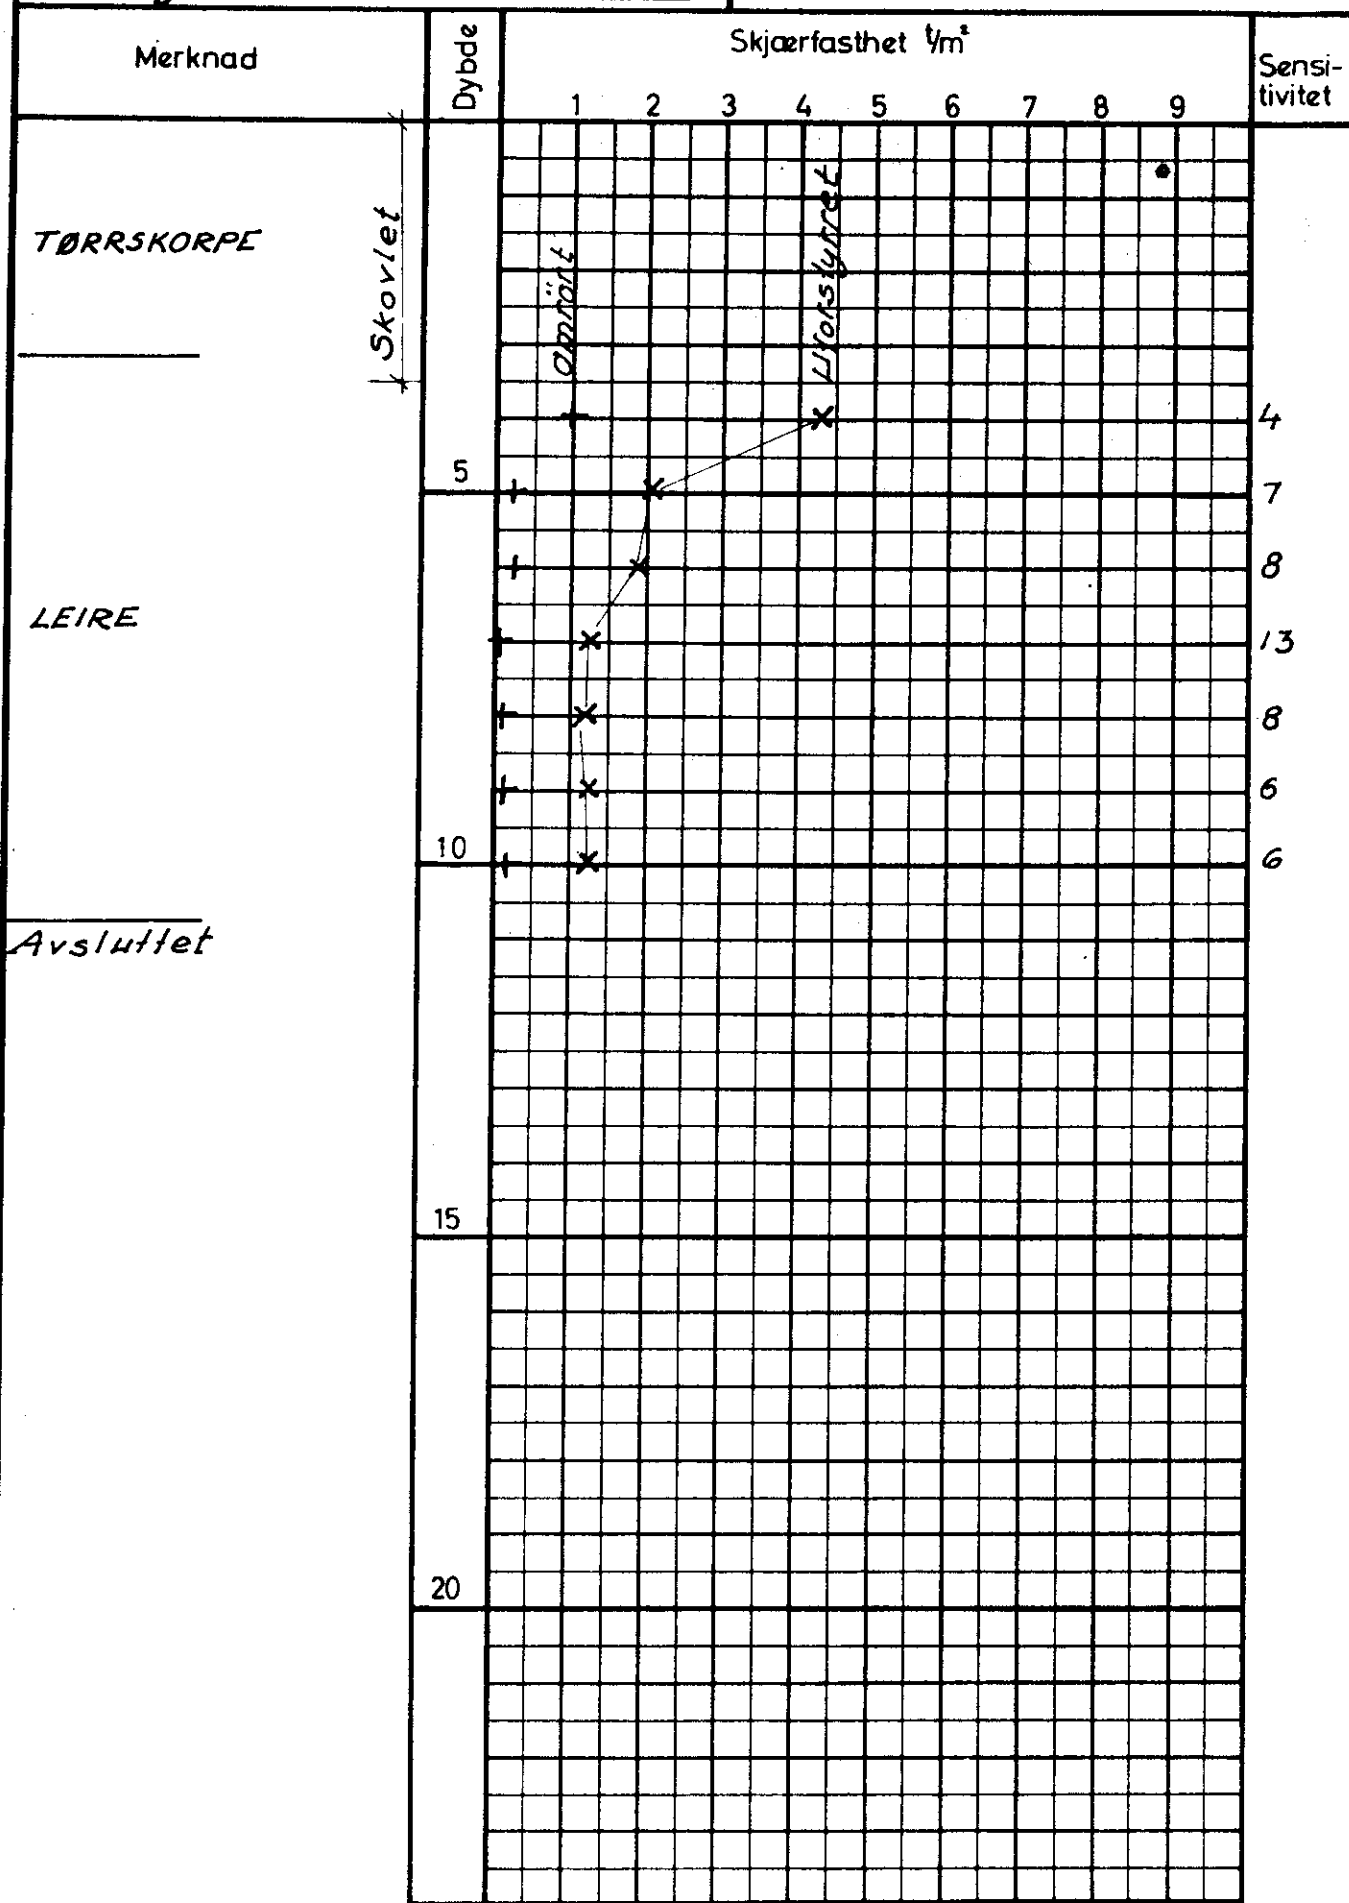 Merknad
Dybde
Skjærfasthet t/m²
Sensi-
tivitet
1 2 3 4 5 6 7 8 9
TØRRSKORPE
Skovlet
omrört
Uforstyrret
4
5
7
8
LEIRE
13
8
6
10
6
Avsluttet
15
20